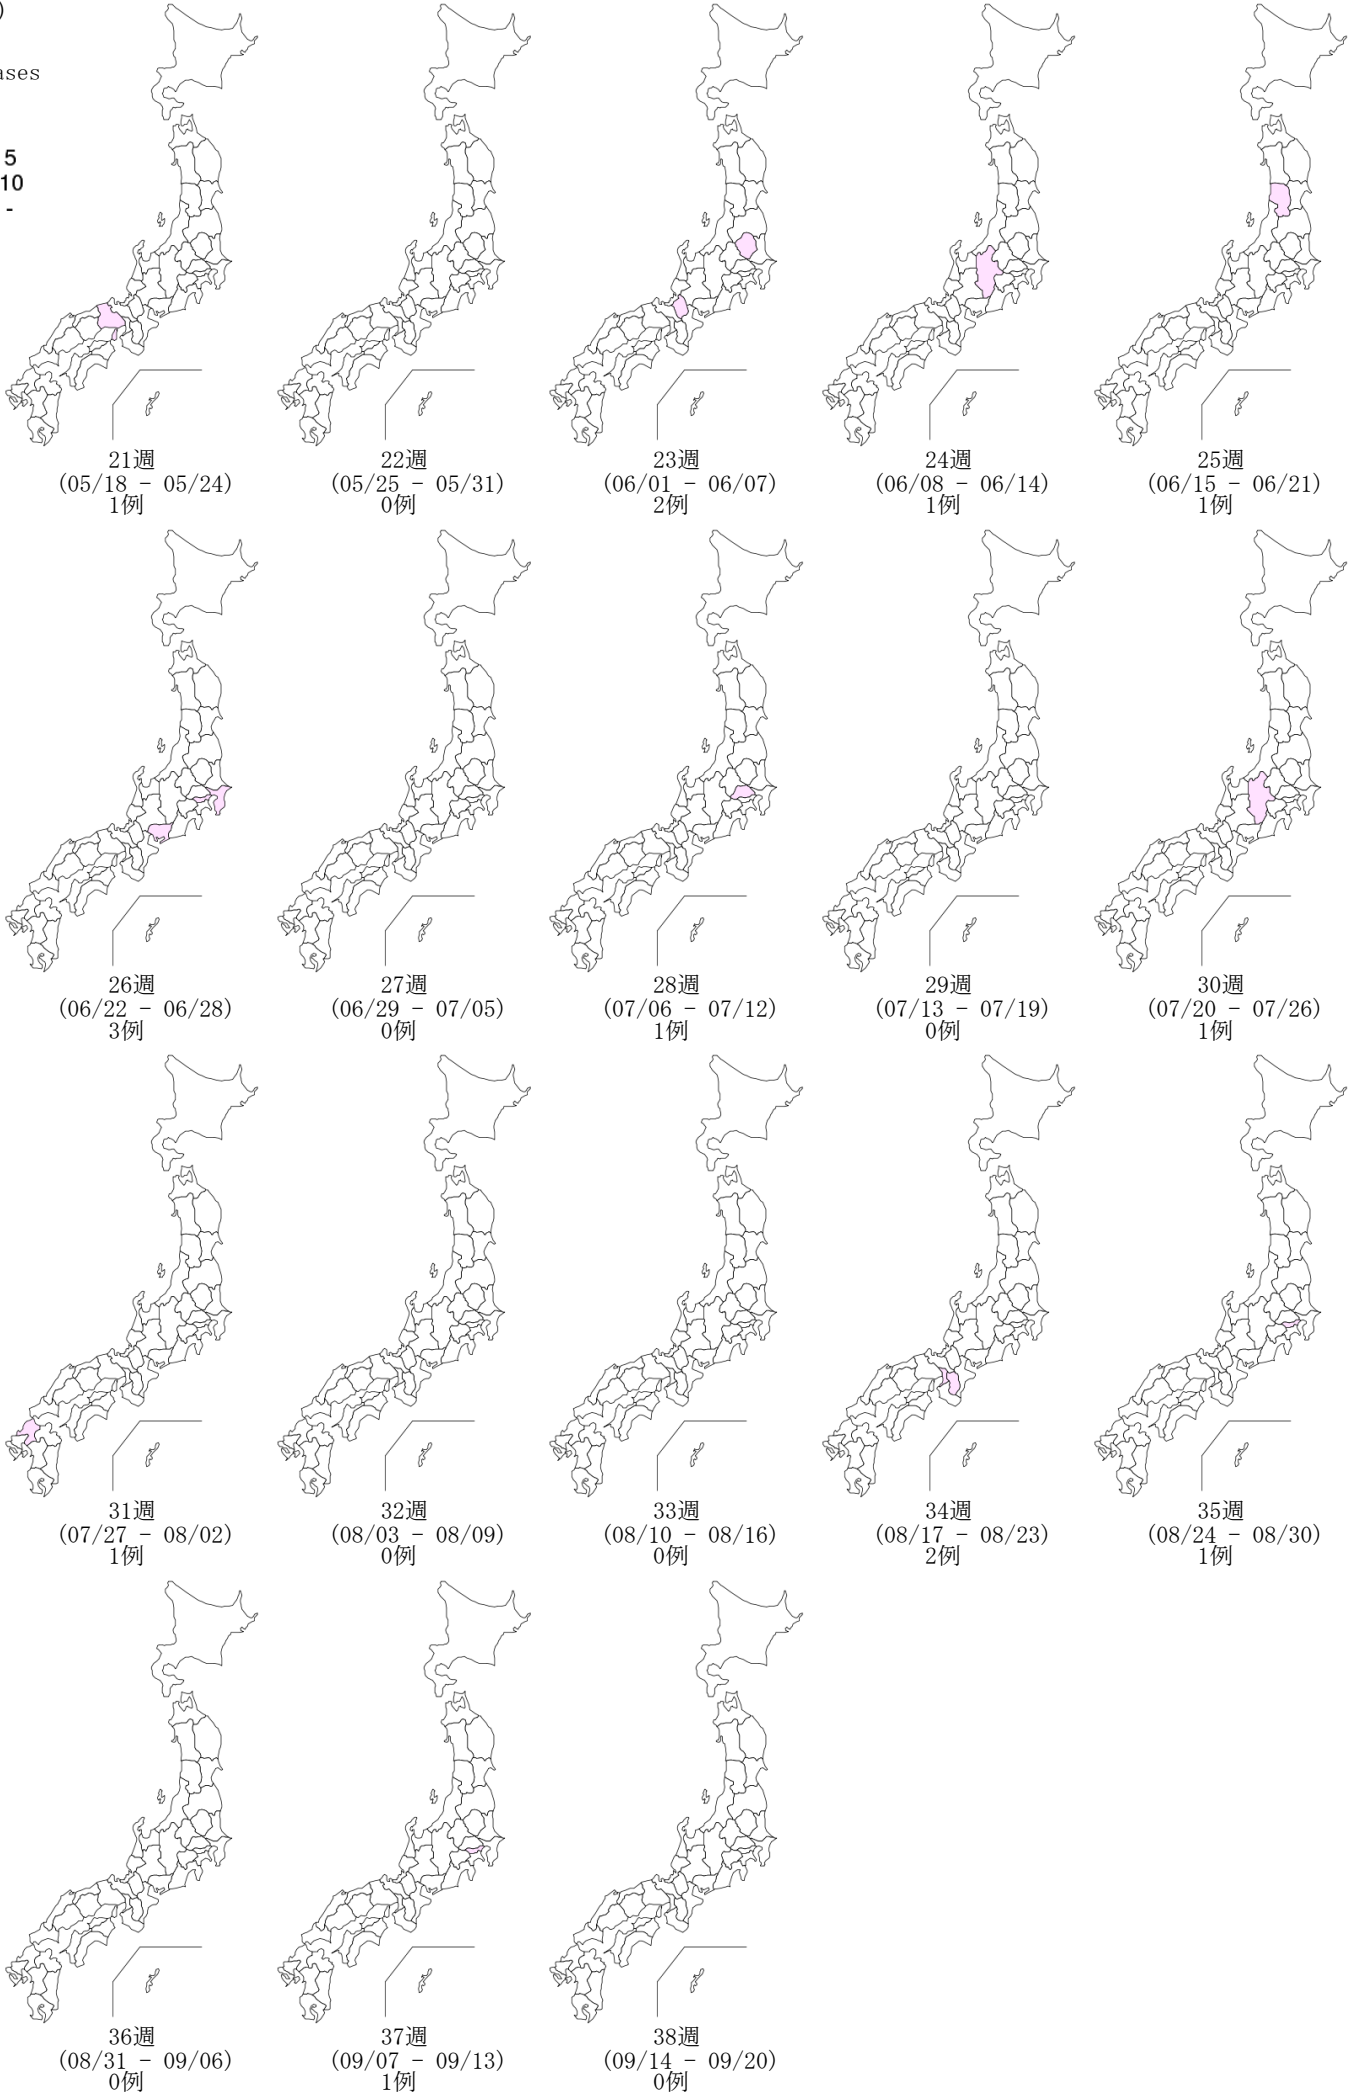 )
ases
5
10
-
21週
(05/18 - 05/24)
1例
22週
(05/25 - 05/31)
0例
23週
(06/01 - 06/07)
2例
24週
(06/08 - 06/14)
1例
25週
(06/15 - 06/21)
1例
26週
(06/22 - 06/28)
3例
27週
(06/29 - 07/05)
0例
28週
(07/06 - 07/12)
1例
29週
(07/13 - 07/19)
0例
30週
(07/20 - 07/26)
1例
31週
(07/27 - 08/02)
1例
32週
(08/03 - 08/09)
0例
33週
(08/10 - 08/16)
0例
34週
(08/17 - 08/23)
2例
35週
(08/24 - 08/30)
1例
36週
(08/31 - 09/06)
0例
37週
(09/07 - 09/13)
1例
38週
(09/14 - 09/20)
0例